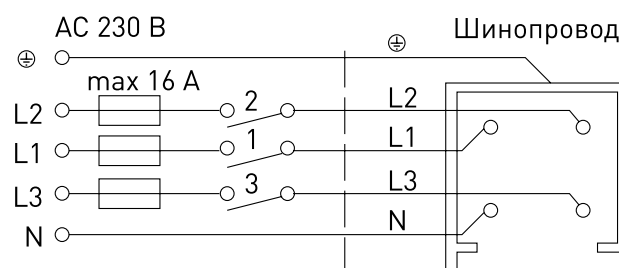 AC 230 В
Шинопровод
max 16 А
L2 2 L2
L1 1 L1
L3 3 L3
N N